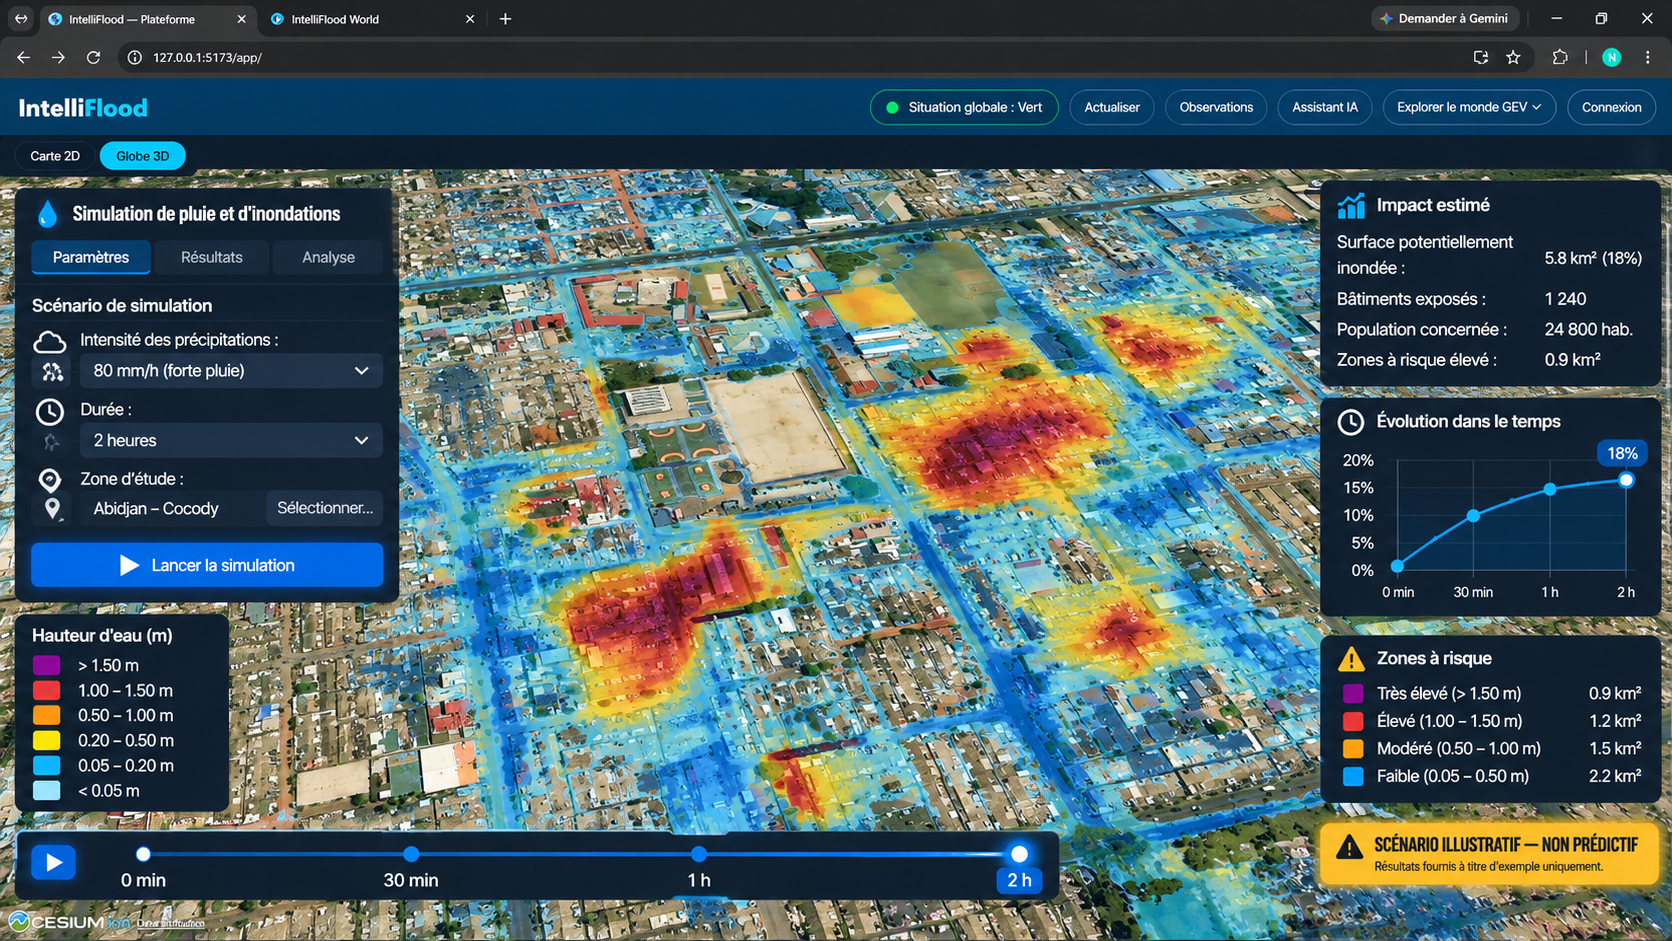 IntelliFlood — Plateforme
IntelliFlood World
Demander à Gemini
127.0.0.1:5173/app/
N
IntelliFlood
Situation globale : Vert
Actualiser
Observations
Assistant IA
Explorer le monde GEV
Connexion
Carte 2D
Globe 3D
Simulation de pluie et d'inondations
Paramètres
Résultats
Analyse
Scénario de simulation
Intensité des précipitations :
80 mm/h (forte pluie)
Durée :
2 heures
Zone d'étude :
Abidjan – Cocody
Sélectionner...
Lancer la simulation
Hauteur d'eau (m)
> 1.50 m
1.00 – 1.50 m
0.50 – 1.00 m
0.20 – 0.50 m
0.05 – 0.20 m
< 0.05 m
0 min
30 min
1 h
2 h
CESIUM ion
Impact estimé
Surface potentiellement
inondée :
5.8 km² (18%)
Bâtiments exposés :
1 240
Population concernée :
24 800 hab.
Zones à risque élevé :
0.9 km²
Évolution dans le temps
18%
20%
15%
10%
5%
0%
0 min
30 min
1 h
2 h
Zones à risque
Très élevé (> 1.50 m)
0.9 km²
Élevé (1.00 – 1.50 m)
1.2 km²
Modéré (0.50 – 1.00 m)
1.5 km²
Faible (0.05 – 0.50 m)
2.2 km²
SCÉNARIO ILLUSTRATIF — NON PRÉDICTIF
Résultats fournis à titre d'exemple uniquement.